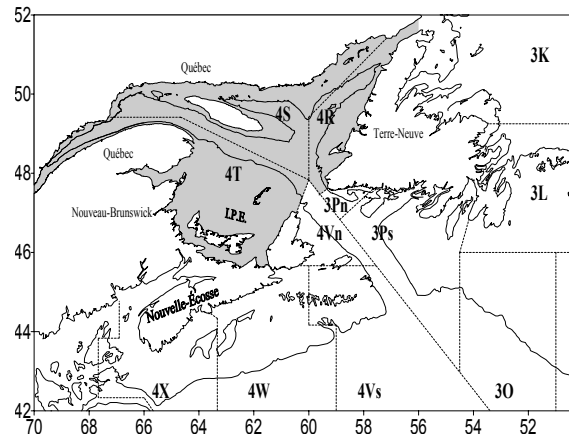 52
50
48
46
44
42
70
68
66
64
62
60
58
56
54
52
Québec
3K
4S
4R
Terre-Neuve
Québec
4T
3L
Nouveau-Brunswick
I.P.E.
3Pn
4Vn
3Ps
Nouvelle-Ecosse
4X
4W
4Vs
3O